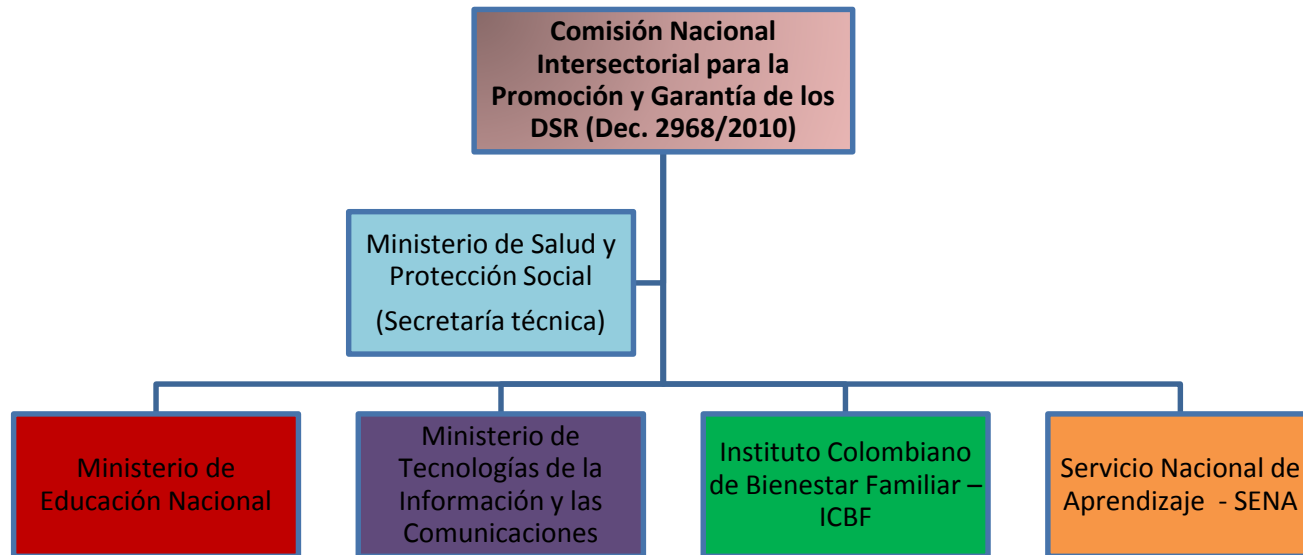 Comisión Nacional
Intersectorial para la
Promoción y Garantía de los
DSR (Dec. 2968/2010)
Ministerio de Salud y
Protección Social
(Secretaría técnica)
Ministerio de
Educación Nacional
Ministerio de
Tecnologías de la
Información y las
Comunicaciones
Instituto Colombiano
de Bienestar Familiar –
ICBF
Servicio Nacional de
Aprendizaje - SENA